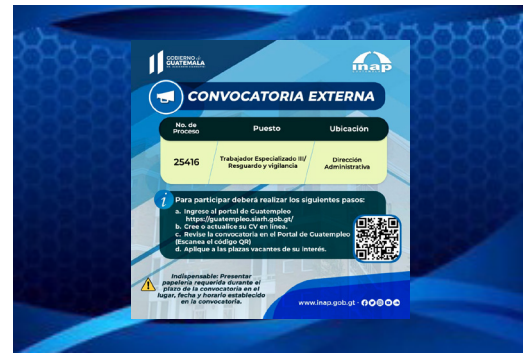 GOBIERNO de
GUATEMALA
inap
CONVOCATORIA EXTERNA
No. de
Proceso
Puesto
Ubicación
25416
Trabajador Especializado III/
Resguardo y vigilancia
Dirección
Administrativa
i
Para participar deberá realizar los siguientes pasos:
a. Ingrese al portal de Guatempleo
https://guatempleo.siarh.gob.gt/
b. Cree o actualice su CV en línea.
c. Revise la convocatoria en el Portal de Guatempleo
(Escanea el código QR)
d. Aplique a las plazas vacantes de su interés.
Indispensable: Presentar
papelería requerida durante el
plazo de la convocatoria en el
lugar, fecha y horario establecido
en la convocatoria.
www.inap.gob.gt -